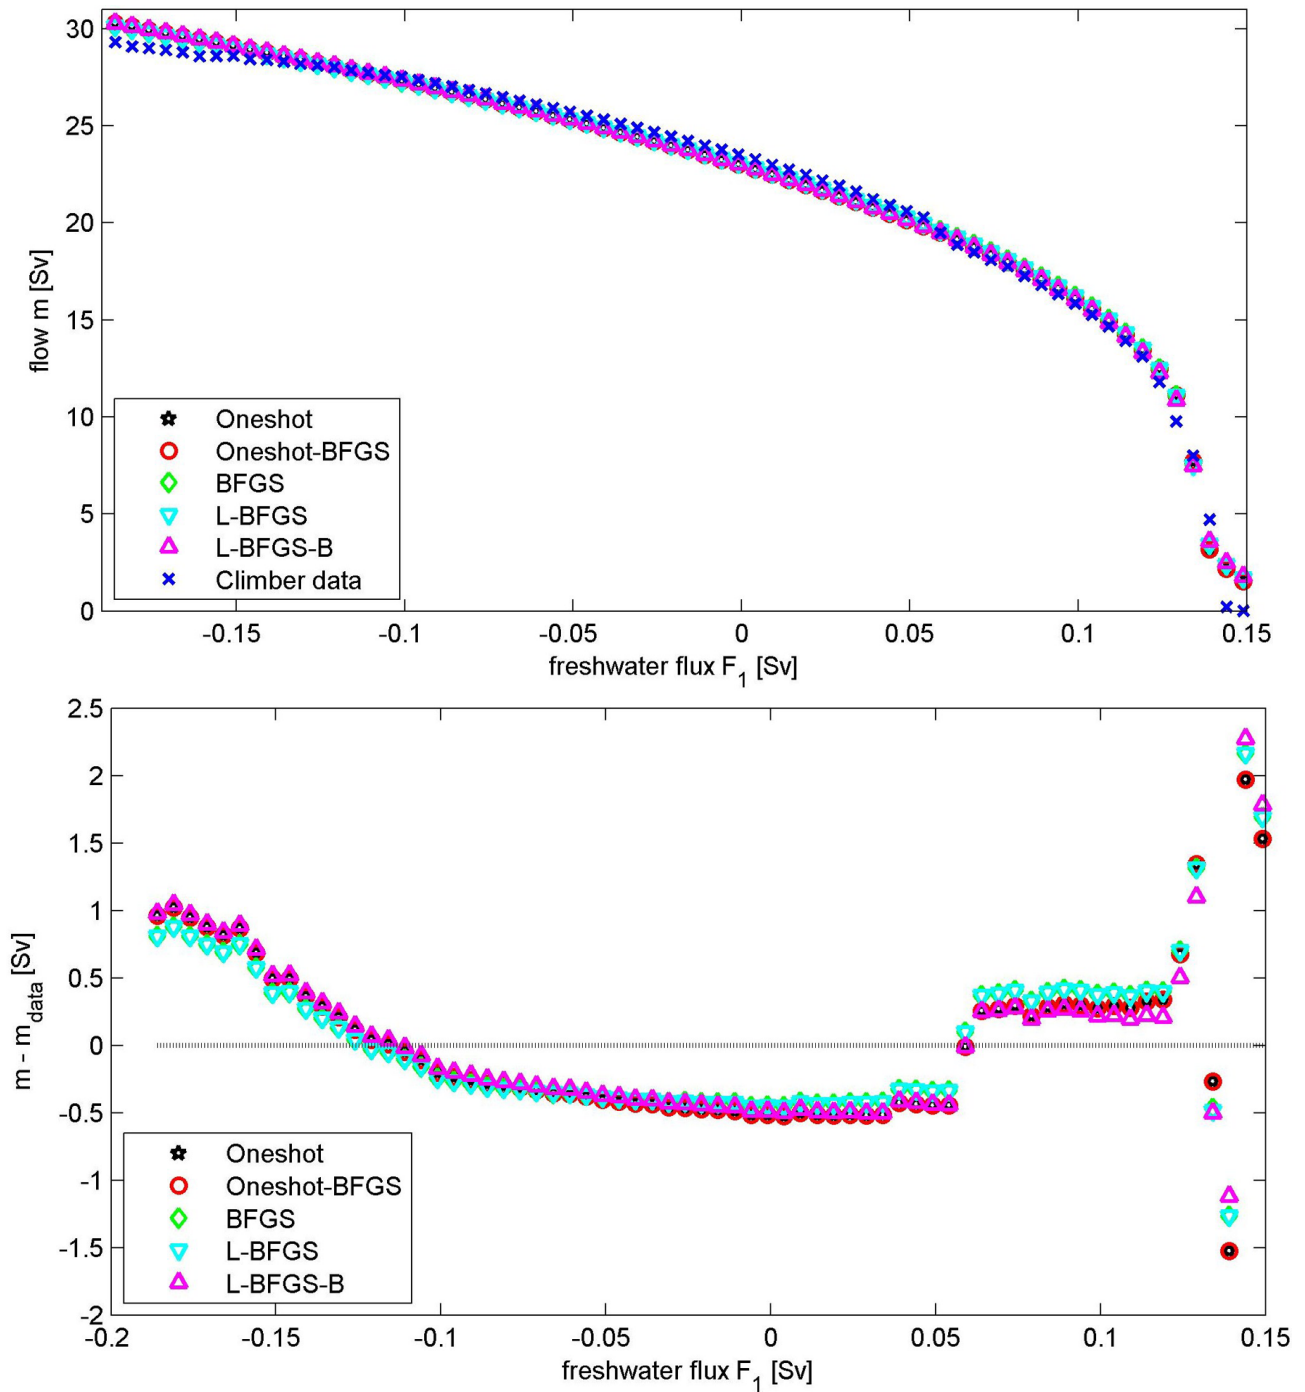 30
25
20
15
10
5
0
flow m [Sv]
Oneshot
Oneshot-BFGS
BFGS
L-BFGS
L-BFGS-B
Climber data
-0.15
-0.1
-0.05
0
0.05
0.1
0.15
freshwater flux F1 [Sv]
2.5
2
1.5
1
0.5
0
-0.5
-1
-1.5
-2
m - mdata [Sv]
Oneshot
Oneshot-BFGS
BFGS
L-BFGS
L-BFGS-B
-0.2
-0.15
-0.1
-0.05
0
0.05
0.1
0.15
freshwater flux F1 [Sv]